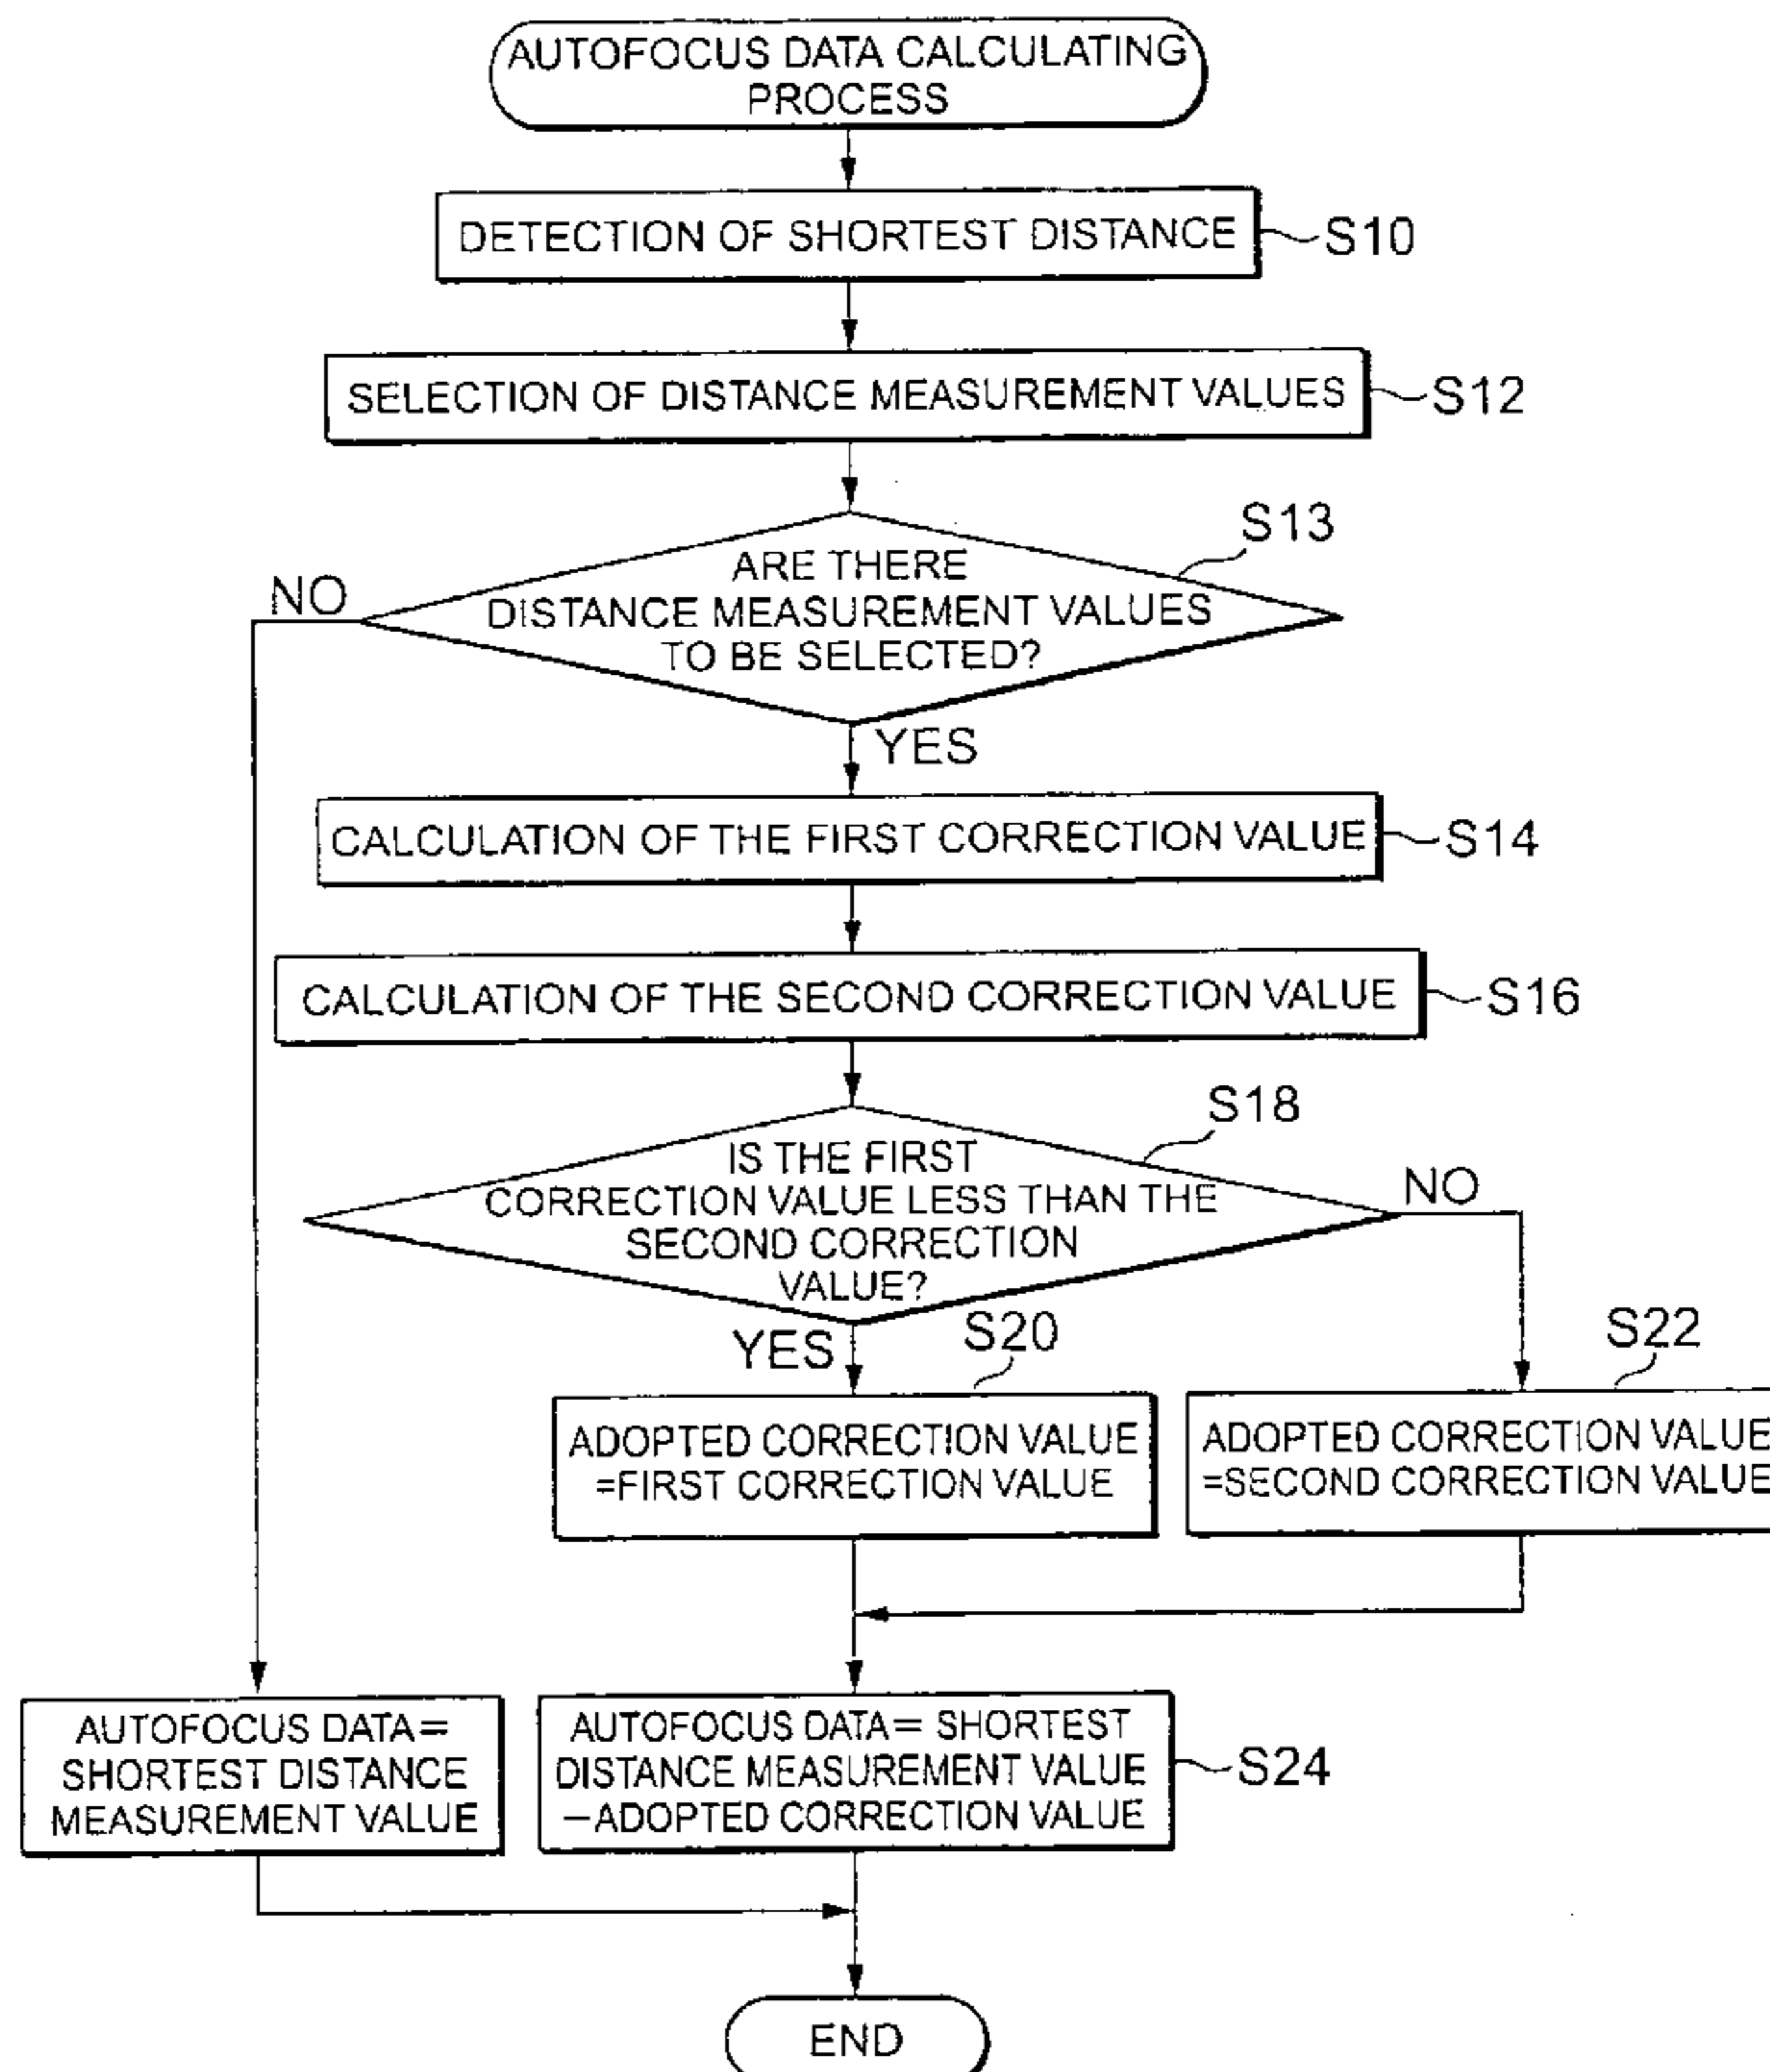 AUTOFOCUS DATA CALCULATING
PROCESS
DETECTION OF SHORTEST DISTANCE
S10
SELECTION OF DISTANCE MEASUREMENT VALUES
S12
S13
ARE THERE
DISTANCE MEASUREMENT VALUES
TO BE SELECTED?
NO
YES
CALCULATION OF THE FIRST CORRECTION VALUE
S14
CALCULATION OF THE SECOND CORRECTION VALUE
S16
S18
IS THE FIRST
CORRECTION VALUE LESS THAN THE
SECOND CORRECTION
VALUE?
NO
YES
S20
S22
ADOPTED CORRECTION VALUE
=FIRST CORRECTION VALUE
ADOPTED CORRECTION VALUE
=SECOND CORRECTION VALUE
AUTOFOCUS DATA=
SHORTEST DISTANCE
MEASUREMENT VALUE
AUTOFOCUS DATA= SHORTEST
DISTANCE MEASUREMENT VALUE
—ADOPTED CORRECTION VALUE
S24
END